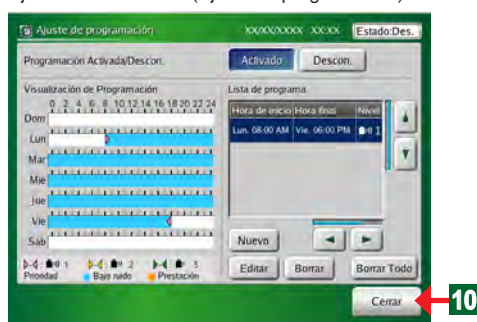 Ajuste de programación XX/XX/XXXX XX:XX Estado:Des.
Programación Activada/Descon. Activado Descon.
Visualización de Programación
0 2 4 6 8 10 12 14 16 18 20 22 24
Dom
Lun
Mar
Mie
Jue
Vie
Sáb
Lista de programa
Hora de inicio Hora final Nivel
Lun. 08:00 AM Vie. 06:00 PM 1
Nuevo
Editar Borrar Borrar Todo
1 2 3
Prioridad Bajo ruido Prestación
Cerrar
10